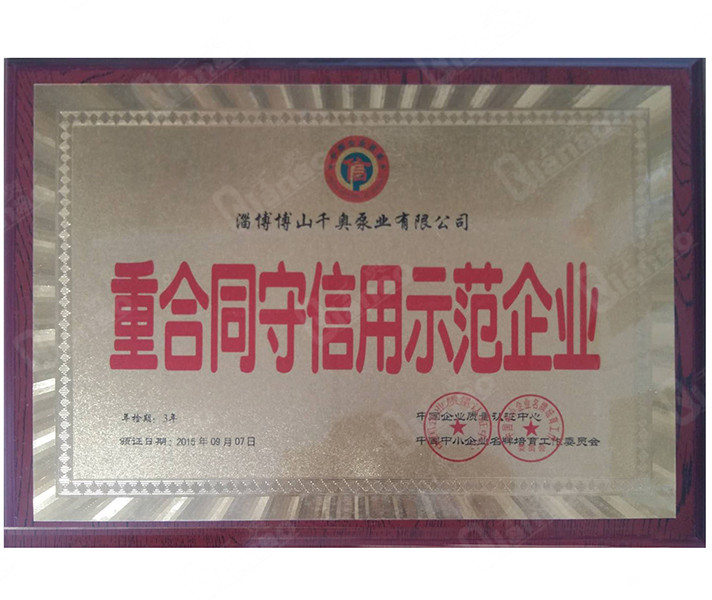 信
淄博博山千奥泵业有限公司
重合同守信用示范企业
年检期：3年
颁证日期：2015年09月07日
中国企业质量认证中心
中国中小企业名牌培育工作委员会
Qianao